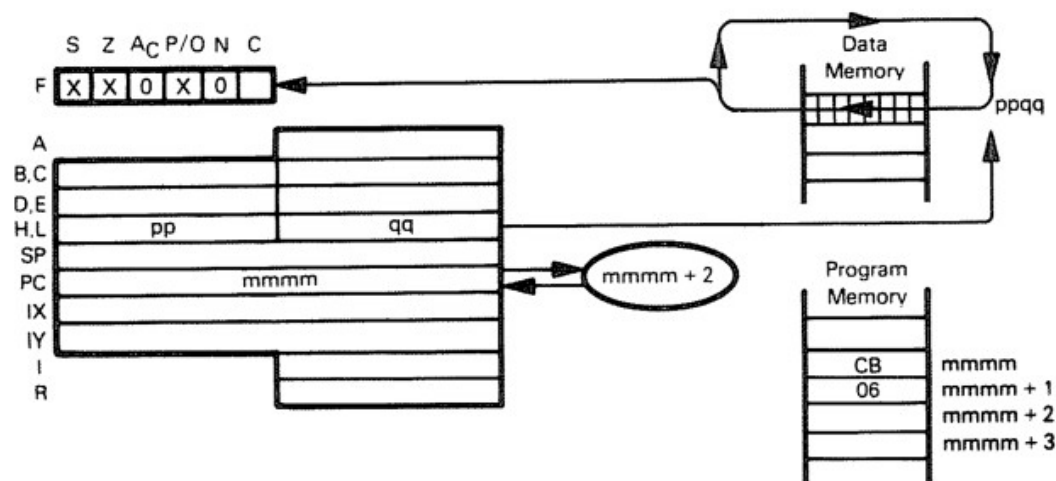 S Z AC P/O N C
F X X 0 X 0
Data
Memory
ppqq
A
B,C
D,E
H,L pp qq
SP
PC mmmm
mmmm + 2
IX
IY
I
R
Program
Memory
CB mmmm
06 mmmm + 1
mmmm + 2
mmmm + 3